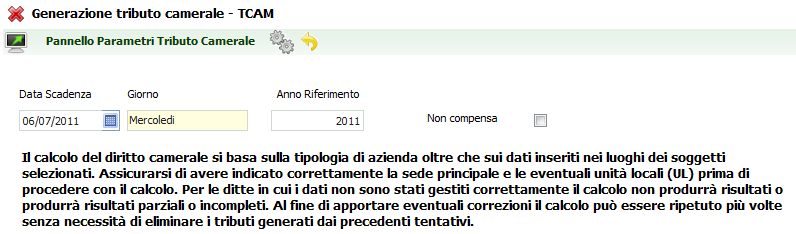 Generazione tributo camerale - TCAM
Pannello Parametri Tributo Camerale
Data Scadenza Giorno Anno Riferimento
06/07/2011 Mercoledi 2011 Non compensa
Il calcolo del diritto camerale si basa sulla tipologia di azienda oltre che sui dati inseriti nei luoghi dei soggetti
selezionati. Assicurarsi di avere indicato correttamente la sede principale e le eventuali unità locali (UL) prima di
procedere con il calcolo. Per le ditte in cui i dati non sono stati gestiti correttamente il calcolo non produrrà risultati o
produrrà risultati parziali o incompleti. Al fine di apportare eventuali correzioni il calcolo può essere ripetuto più volte
senza necessità di eliminare i tributi generati dai precedenti tentativi.